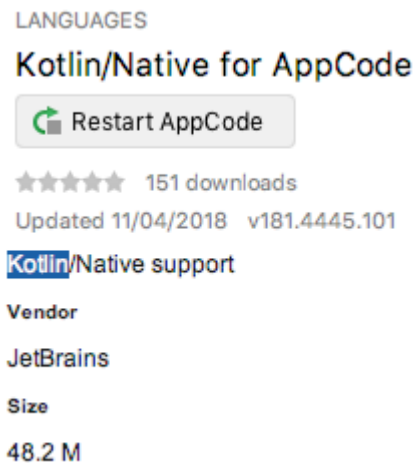 LANGUAGES
Kotlin/Native for AppCode
Restart AppCode
151 downloads
Updated 11/04/2018 v181.4445.101
Kotlin/Native support
Vendor
JetBrains
Size
48.2 M